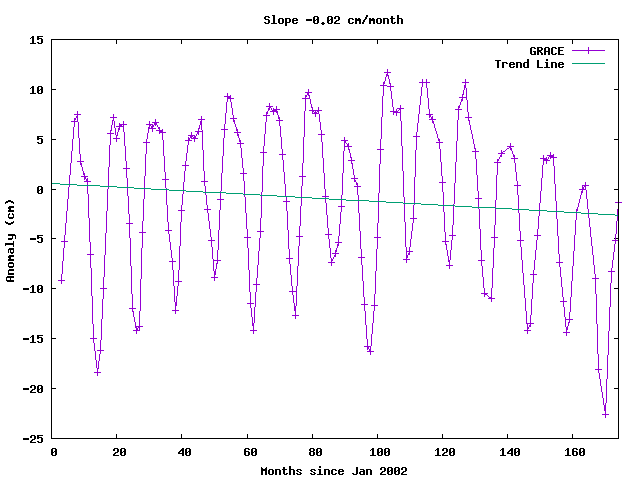 Slope -0.02 cm/month
GRACE
Trend Line
15
10
5
0
-5
-10
-15
-20
-25
Anomaly (cm)
0 20 40 60 80 100 120 140 160
Months since Jan 2002